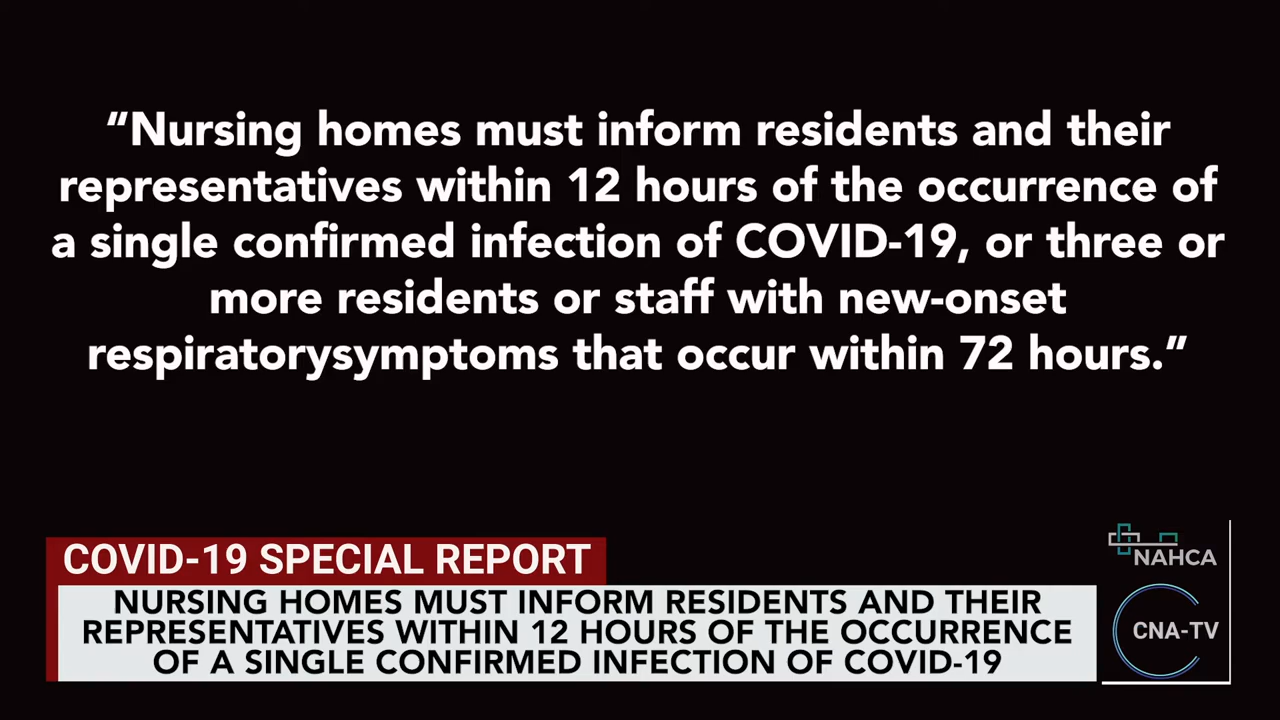 “Nursing homes must inform residents and their
representatives within 12 hours of the occurrence of
a single confirmed infection of COVID-19, or three or
more residents or staff with new-onset
respiratorysymptoms that occur within 72 hours.”
COVID-19 SPECIAL REPORT
NURSING HOMES MUST INFORM RESIDENTS AND THEIR
REPRESENTATIVES WITHIN 12 HOURS OF THE OCCURRENCE
OF A SINGLE CONFIRMED INFECTION OF COVID-19
NAHCA
CNA-TV